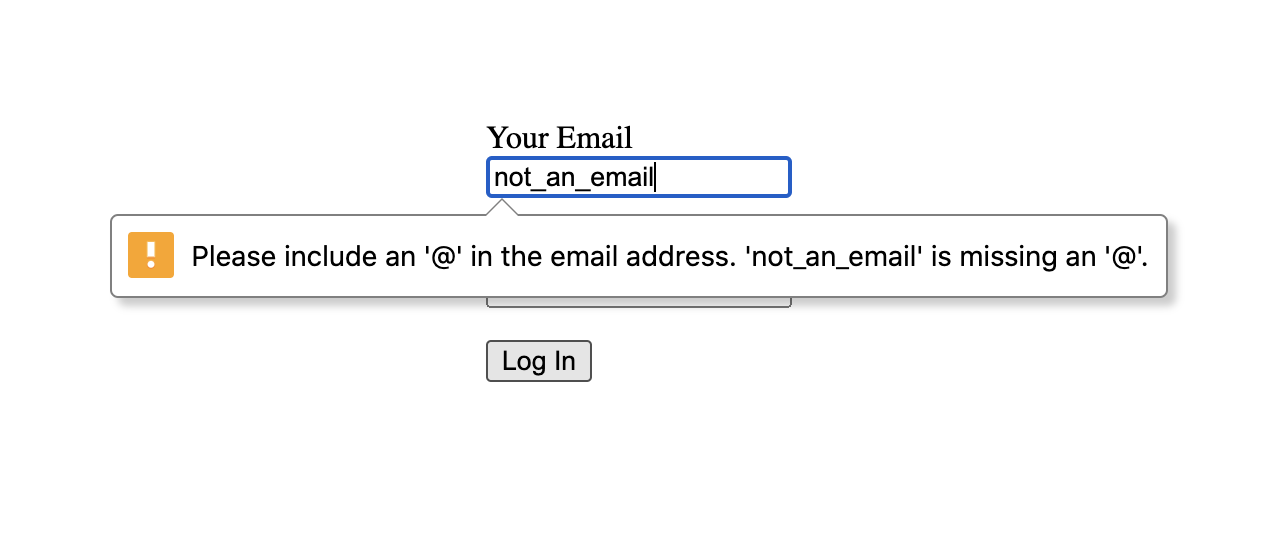 Your Email
not_an_email
Please include an '@' in the email address. 'not_an_email' is missing an '@'.
Log In